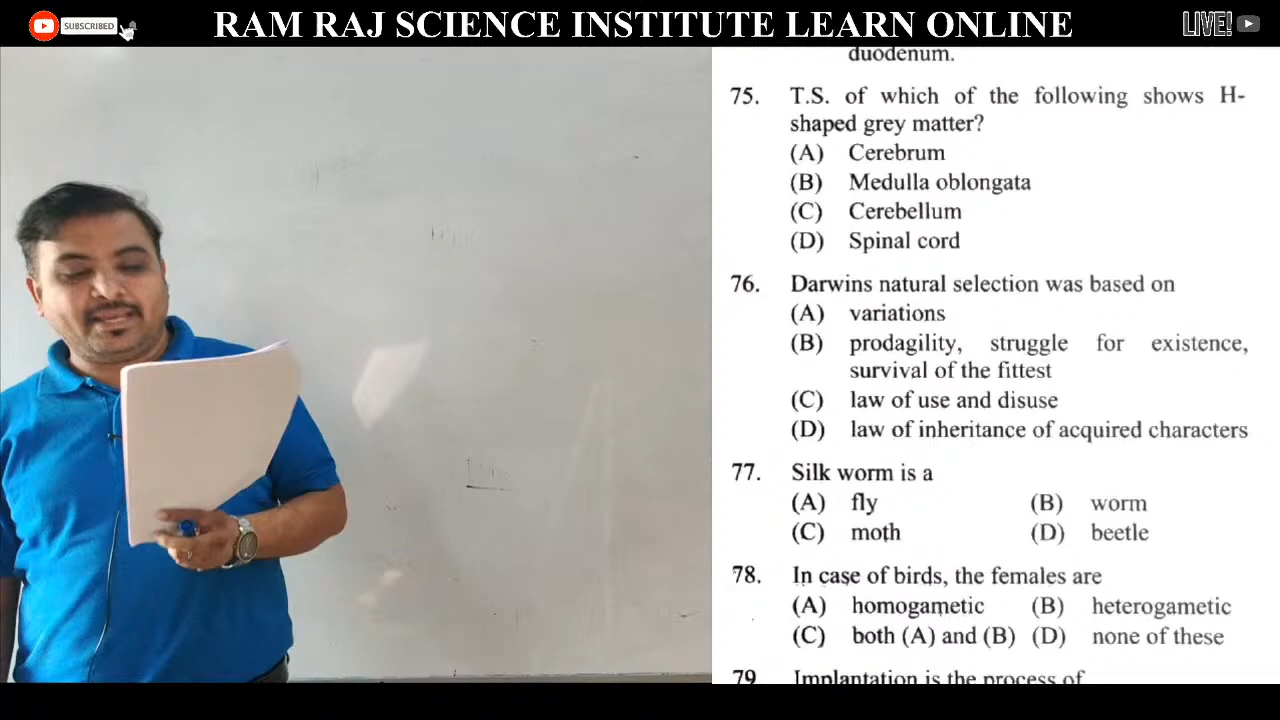 SUBSCRIBED
RAM RAJ SCIENCE INSTITUTE LEARN ONLINE
LIVE!
duodenum.
75. T.S. of which of the following shows H-
shaped grey matter?
(A) Cerebrum
(B) Medulla oblongata
(C) Cerebellum
(D) Spinal cord
76. Darwins natural selection was based on
(A) variations
(B) prodagility, struggle for existence,
survival of the fittest
(C) law of use and disuse
(D) law of inheritance of acquired characters
77. Silk worm is a
(A) fly (B) worm
(C) moth (D) beetle
78. In case of birds, the females are
(A) homogametic (B) heterogametic
(C) both (A) and (B) (D) none of these
79 Implantation is the process of